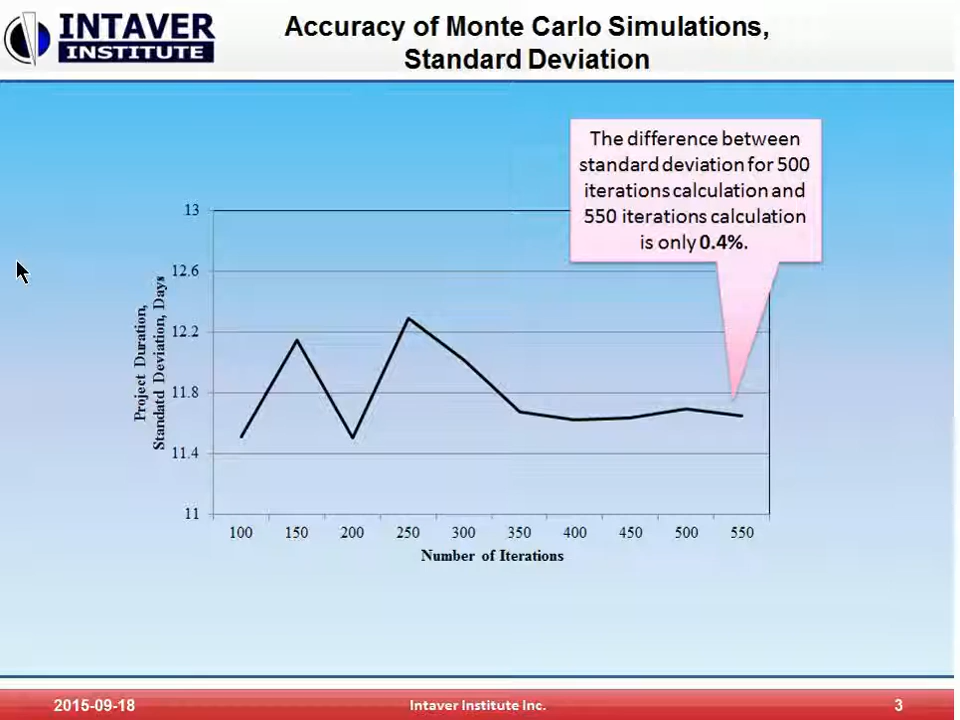 INTAVER
INSTITUTE
Accuracy of Monte Carlo Simulations,
Standard Deviation
The difference between
standard deviation for 500
iterations calculation and
550 iterations calculation
is only 0.4%.
13
12.6
12.2
11.8
11.4
11
Project Duration,
Standatd Deviation, Days
100 150 200 250 300 350 400 450 500 550
Number of Iterations
2015-09-18 Intaver Institute Inc. 3